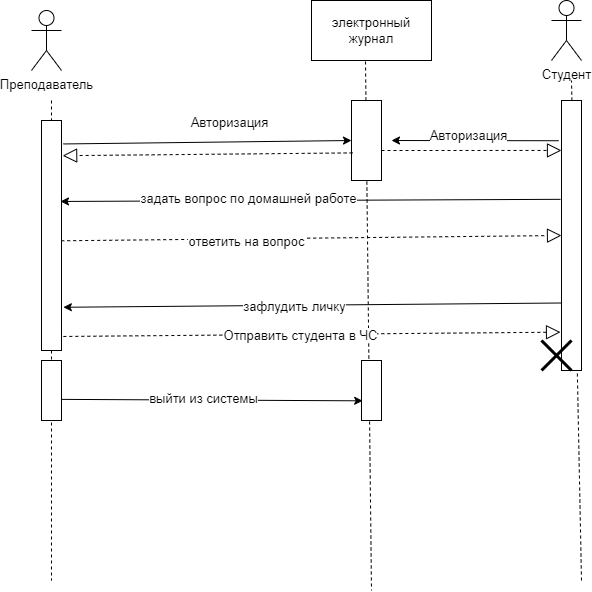 электронный
журнал
Преподаватель
Студент
Авторизация
Авторизация
задать вопрос по домашней работе
ответить на вопрос
зафлудить личку
Отправить студента в ЧС
выйти из системы